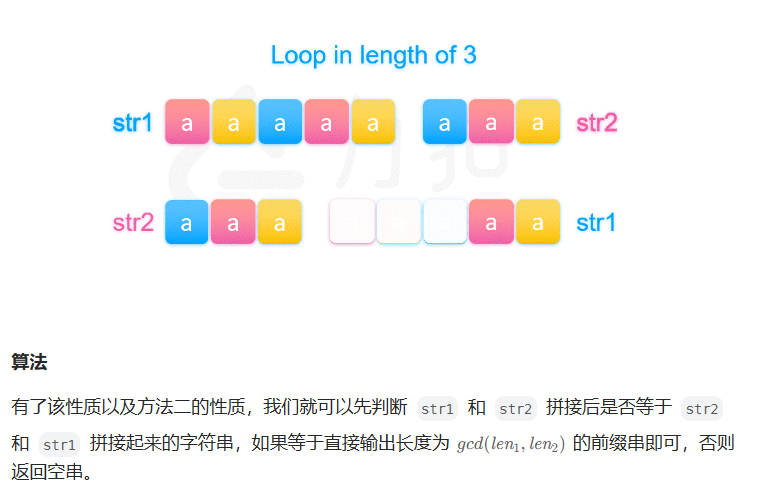 Loop in length of 3
str1 a a a a a a a a str2
str2 a a a a a a a a str1
算法
有了该性质以及方法二的性质，我们就可以先判断 str1 和 str2 拼接后是否等于 str2
和 str1 拼接起来的字符串，如果等于直接输出长度为 gcd(len₁, len₂) 的前缀串即可，否则
返回空串。